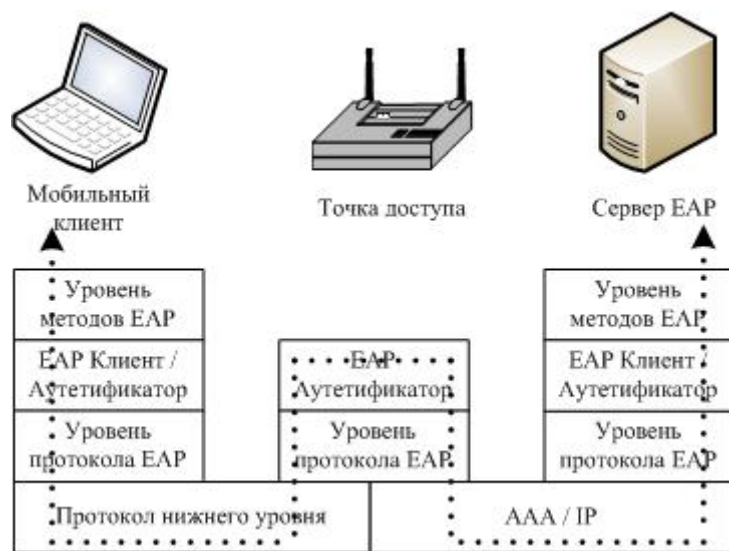 Мобильный
клиент
Точка доступа
Сервер EAP
Уровень
методов EAP
Уровень
методов EAP
EAP Клиент /
Аутетификатор
EAP
Аутетификатор
EAP Клиент /
Аутетификатор
Уровень
протокола EAP
Уровень
протокола EAP
Уровень
протокола EAP
Протокол нижнего уровня
AAA / IP